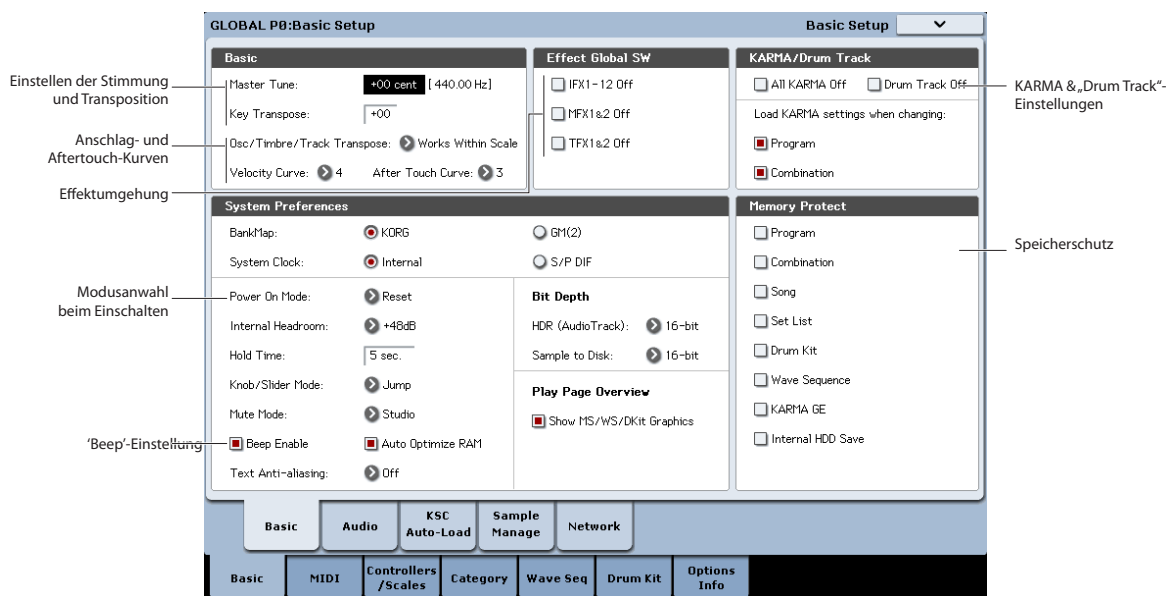 GLOBAL P0:Basic Setup
Basic Setup
Basic
Master Tune:
+00 cent
[ 440.00 Hz]
Key Transpose:
+00
Osc/Timbre/Track Transpose:
Works Within Scale
Velocity Curve:
4
After Touch Curve:
3
Effect Global SW
IFX1-12 Off
MFX1&2 Off
TFX1&2 Off
KARMA/Drum Track
All KARMA Off
Drum Track Off
Load KARMA settings when changing:
Program
Combination
Einstellen der Stimmung
und Transposition
Anschlag- und
Aftertouch-Kurven
Effektumgehung
KARMA &„Drum Track“-
Einstellungen
System Preferences
BankMap:
KORG
GM(2)
System Clock:
Internal
S/P DIF
Power On Mode:
Reset
Internal Headroom:
+48dB
Hold Time:
5 sec.
Knob/Slider Mode:
Jump
Mute Mode:
Studio
Beep Enable
Auto Optimize RAM
Text Anti-aliasing:
Off
Bit Depth
HDR (AudioTrack):
16-bit
Sample to Disk:
16-bit
Play Page Overview
Show MS/WS/DKit Graphics
Memory Protect
Program
Combination
Song
Set List
Drum Kit
Wave Sequence
KARMA GE
Internal HDD Save
Modusanwahl
beim Einschalten
'Beep'-Einstellung
Speicherschutz
Basic
Audio
KSC
Auto-Load
Sample
Manage
Network
Basic
MIDI
Controllers
/Scales
Category
Wave Seq
Drum Kit
Options
Info